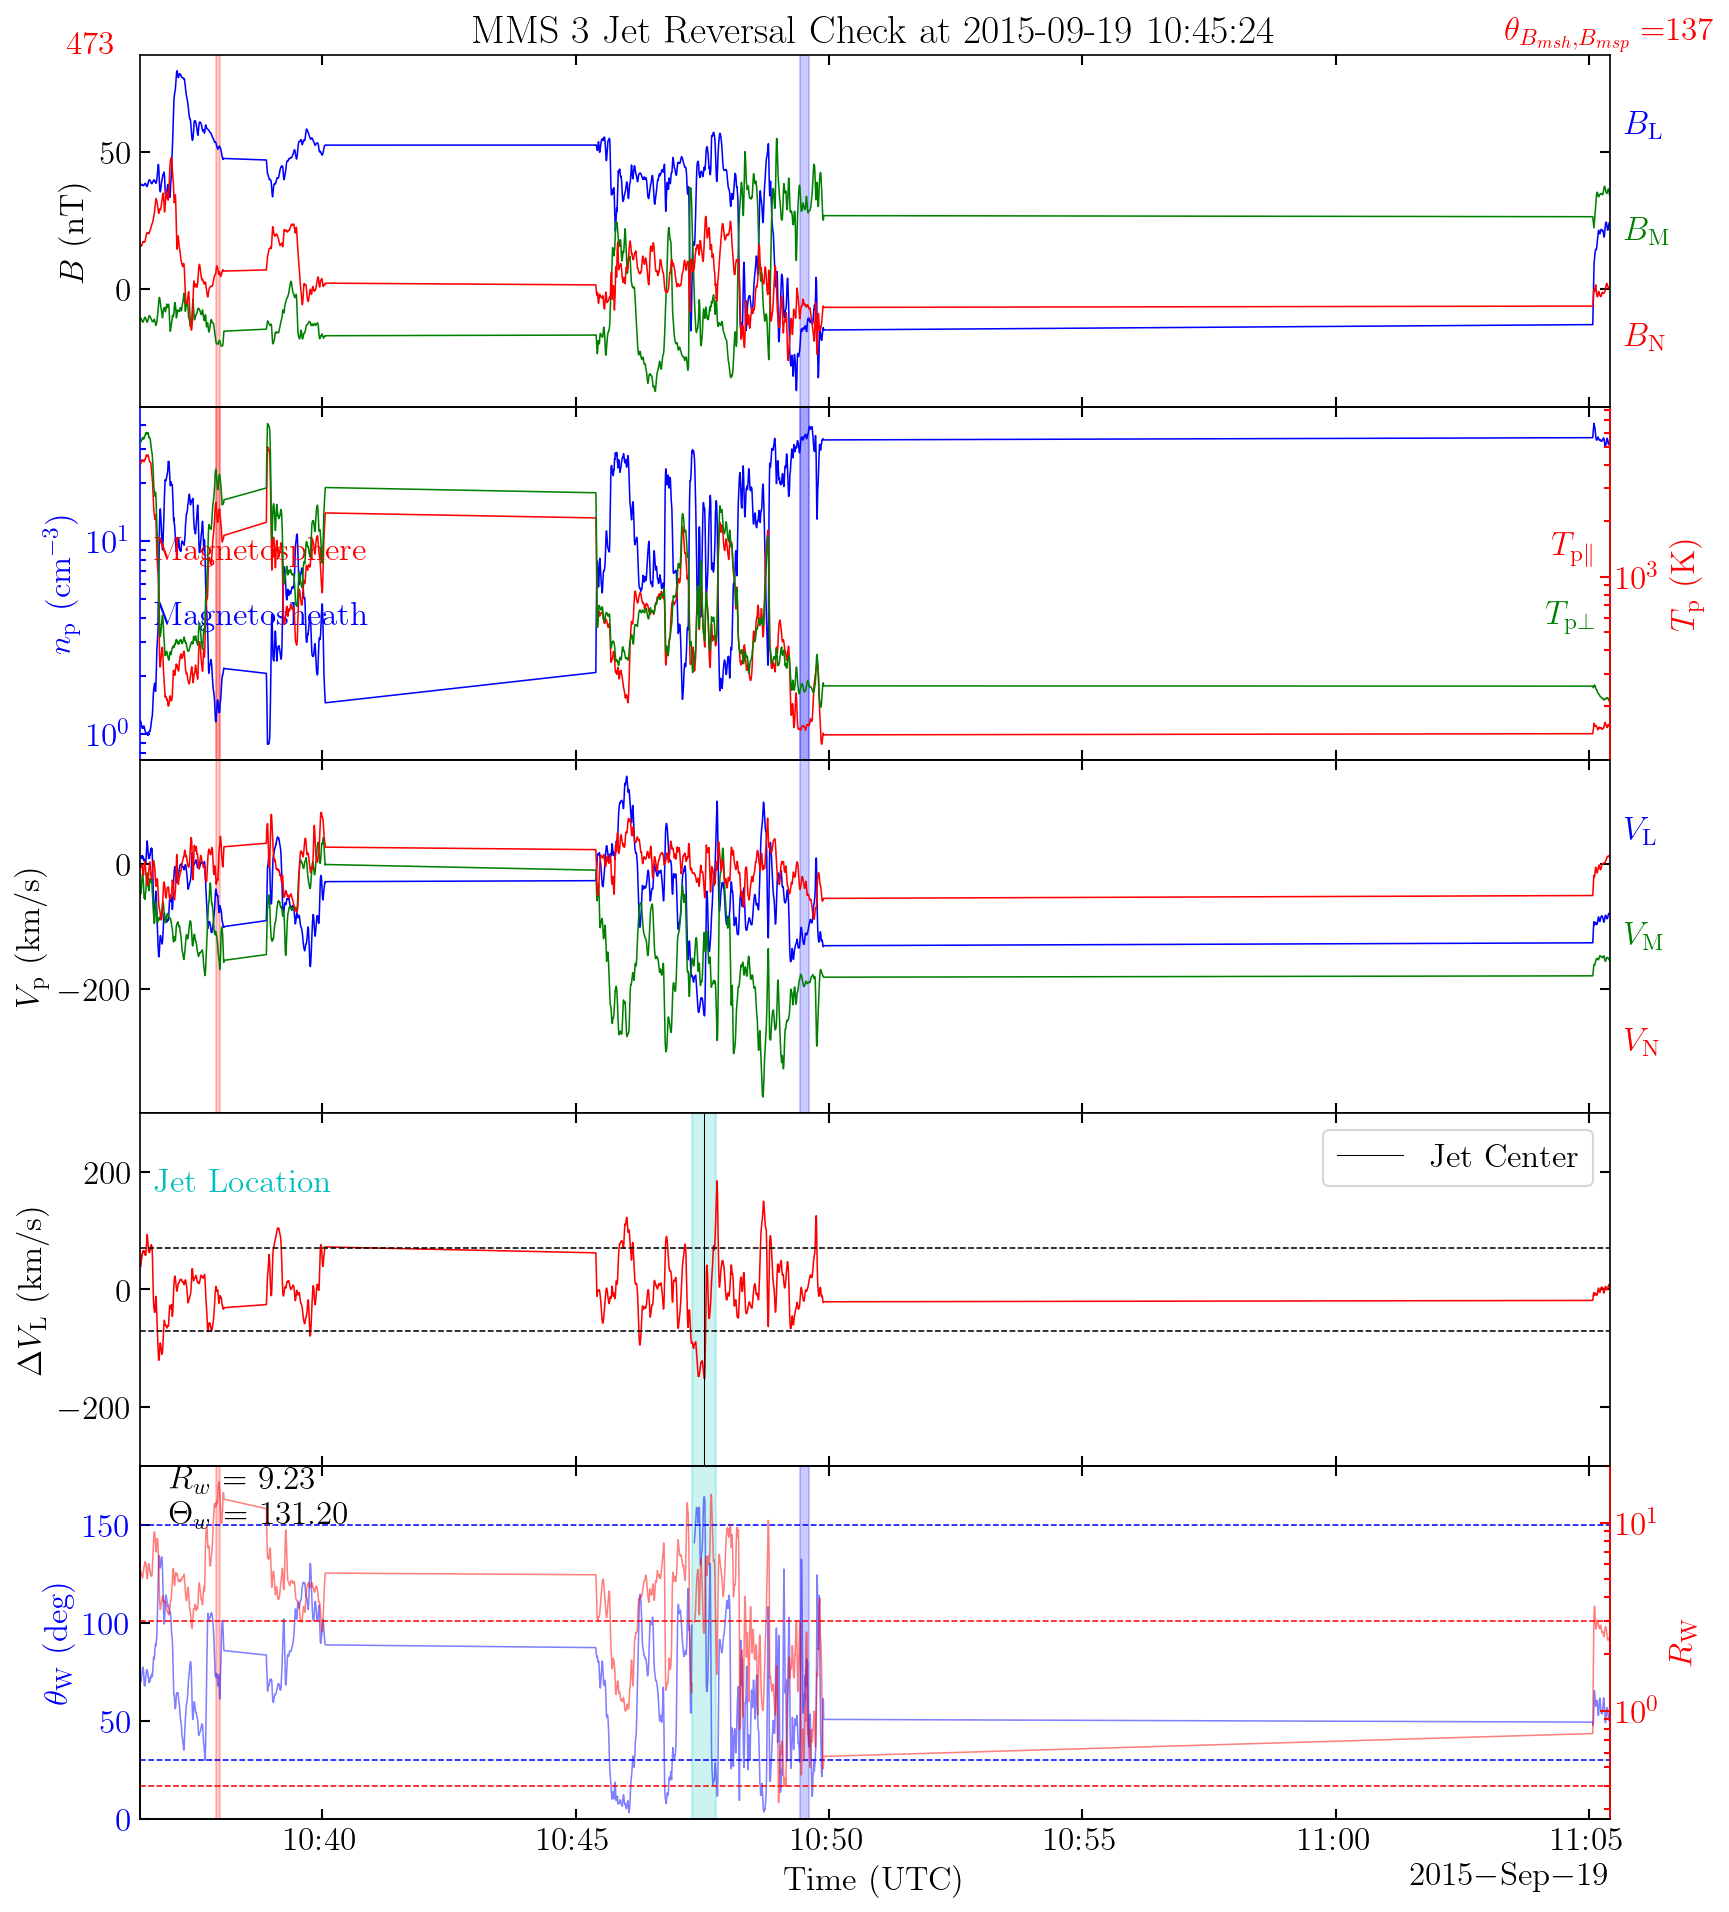 MMS 3 Jet Reversal Check at 2015-09-19 10:45:24
473
θ_{B_{msh},B_{msp}} =137
B (nT)
50
0
B_L
B_M
B_N
n_p (cm^{−3})
10^1
10^0
Magnetosphere
Magnetosheath
T_{p∥}
T_{p⊥}
10^3
T_p (K)
V_p (km/s)
0
−200
V_L
V_M
V_N
ΔV_L (km/s)
200
0
−200
Jet Location
Jet Center
R_w = 9.23
Θ_w = 131.20
θ_W (deg)
150
100
50
0
10^1
10^0
R_W
10:40 10:45 10:50 10:55 11:00 11:05
Time (UTC)
2015−Sep−19